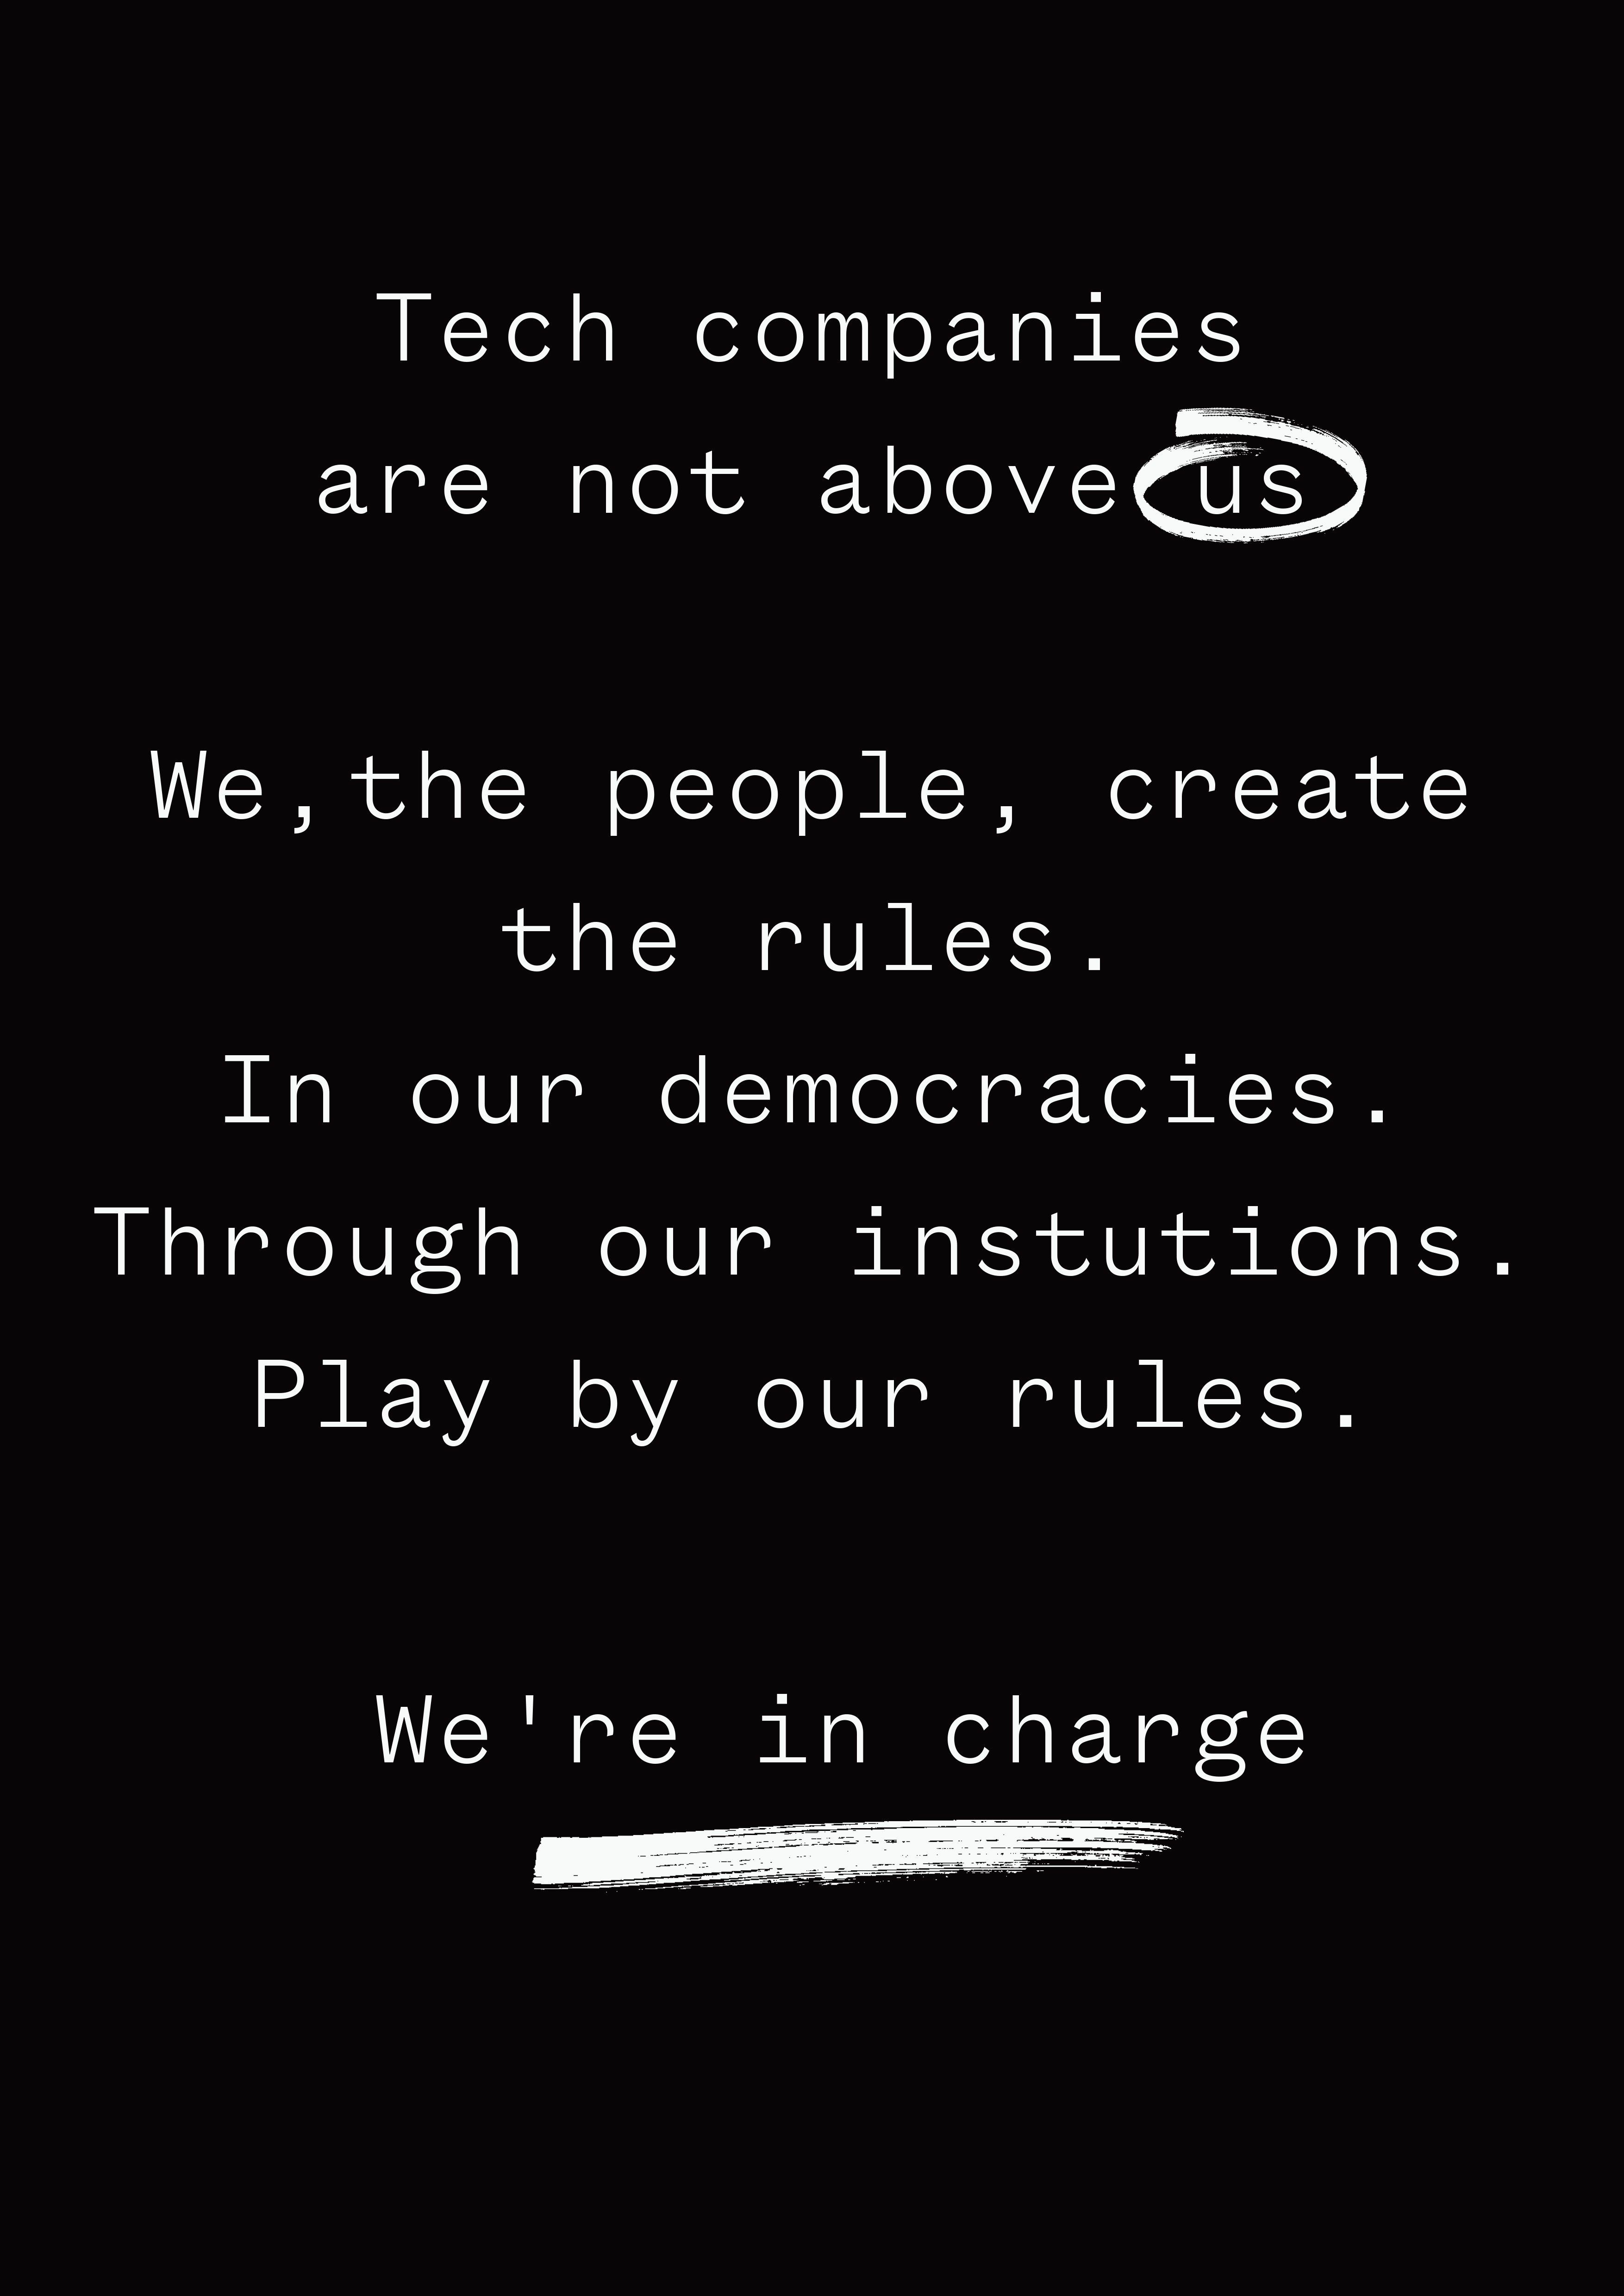 Tech companies
are not above us
We,the people, create
the rules.
In our democracies.
Through our instutions.
Play by our rules.
We're in charge